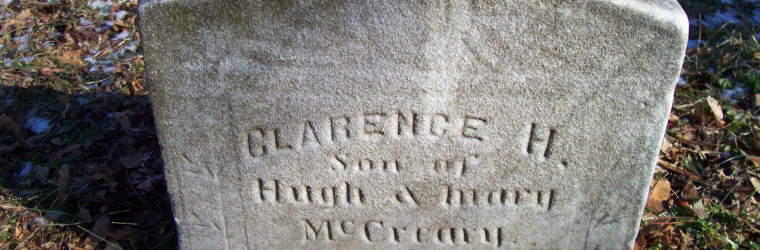 CLARENCE H.
Son of
Hugh & Mary
McCreary